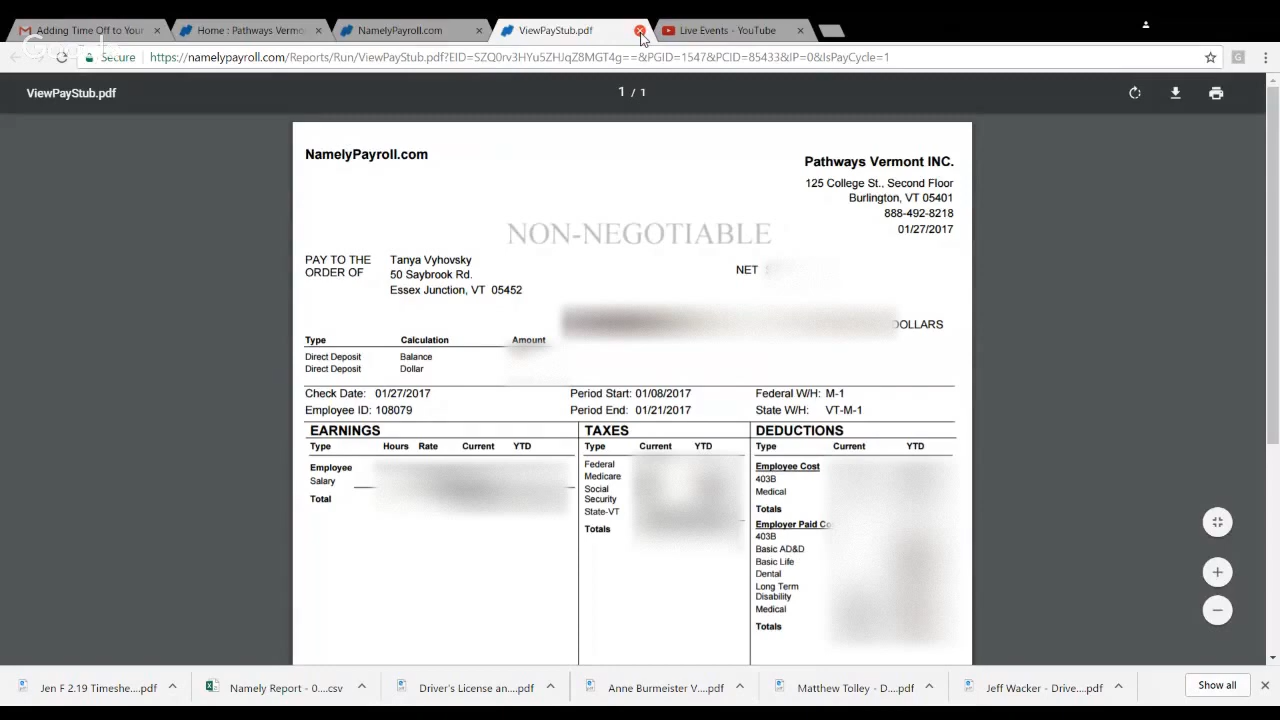 Adding Time Off to Your
Home : Pathways Vermo
NamelyPayroll.com
ViewPayStub.pdf
Live Events - YouTube
Secure
https://namelypayroll.com/Reports/Run/ViewPayStub.pdf?EID=SZQ0rv3HYu5ZHJqZ8MGT4g==&PGID=1547&PCID=85433&IP=0&IsPayCycle=1
ViewPayStub.pdf
1 / 1
NamelyPayroll.com
Pathways Vermont INC.
125 College St., Second Floor
Burlington, VT 05401
888-492-8218
01/27/2017
NON-NEGOTIABLE
PAY TO THE ORDER OF
Tanya Vyhovsky
50 Saybrook Rd.
Essex Junction, VT 05452
NET
DOLLARS
Type Calculation Amount
Direct Deposit Balance
Direct Deposit Dollar
Check Date: 01/27/2017 Period Start: 01/08/2017 Federal W/H: M-1
Employee ID: 108079 Period End: 01/21/2017 State W/H: VT-M-1
EARNINGS
Type Hours Rate Current YTD
Employee
Salary
Total
TAXES
Type Current YTD
Federal
Medicare
Social
Security
State-VT
Totals
DEDUCTIONS
Type Current YTD
Employee Cost
403B
Medical
Totals
Employer Paid Co
403B
Basic AD&D
Basic Life
Dental
Long Term
Disability
Medical
Totals
Jen F 2.19 Timeshe....pdf
Namely Report - 0....csv
Driver's License an....pdf
Anne Burmeister V....pdf
Matthew Tolley - D....pdf
Jeff Wacker - Drive....pdf
Show all